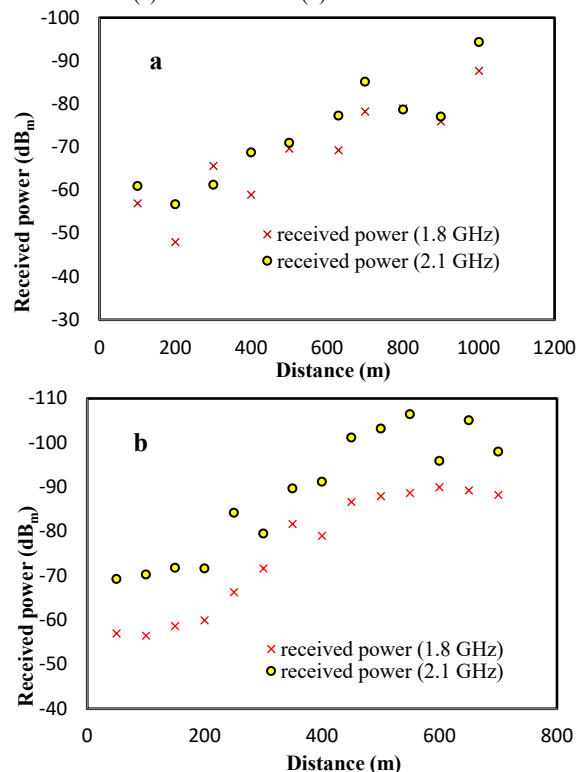 (s) (s)
-100
a
-90
-80
-70
-60
-50
-40
-30
Received power (dBm)
received power (1.8 GHz)
received power (2.1 GHz)
0 200 400 600 800 1000 1200
Distance (m)
-110
b
-100
-90
-80
-70
-60
-50
-40
Received power (dBm)
received power (1.8 GHz)
received power (2.1 GHz)
0 200 400 600 800
Distance (m)